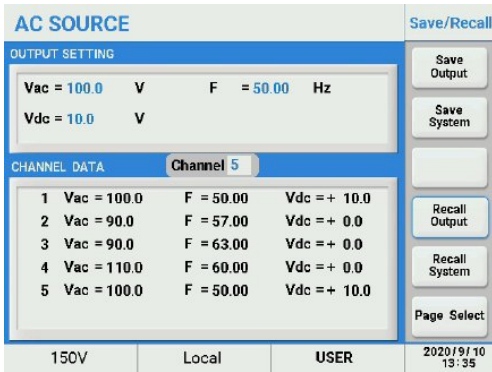 AC SOURCE
Save/Recall
OUTPUT SETTING
Vac = 100.0 V F = 50.00 Hz
Vdc = 10.0 V
CHANNEL DATA Channel 5
1 Vac = 100.0 F = 50.00 Vdc = + 10.0
2 Vac = 90.0 F = 57.00 Vdc = + 0.0
3 Vac = 90.0 F = 63.00 Vdc = + 0.0
4 Vac = 110.0 F = 60.00 Vdc = + 0.0
5 Vac = 100.0 F = 50.00 Vdc = + 10.0
Save
Output
Save
System
Recall
Output
Recall
System
Page Select
150V Local USER
2020/9/10
13:35